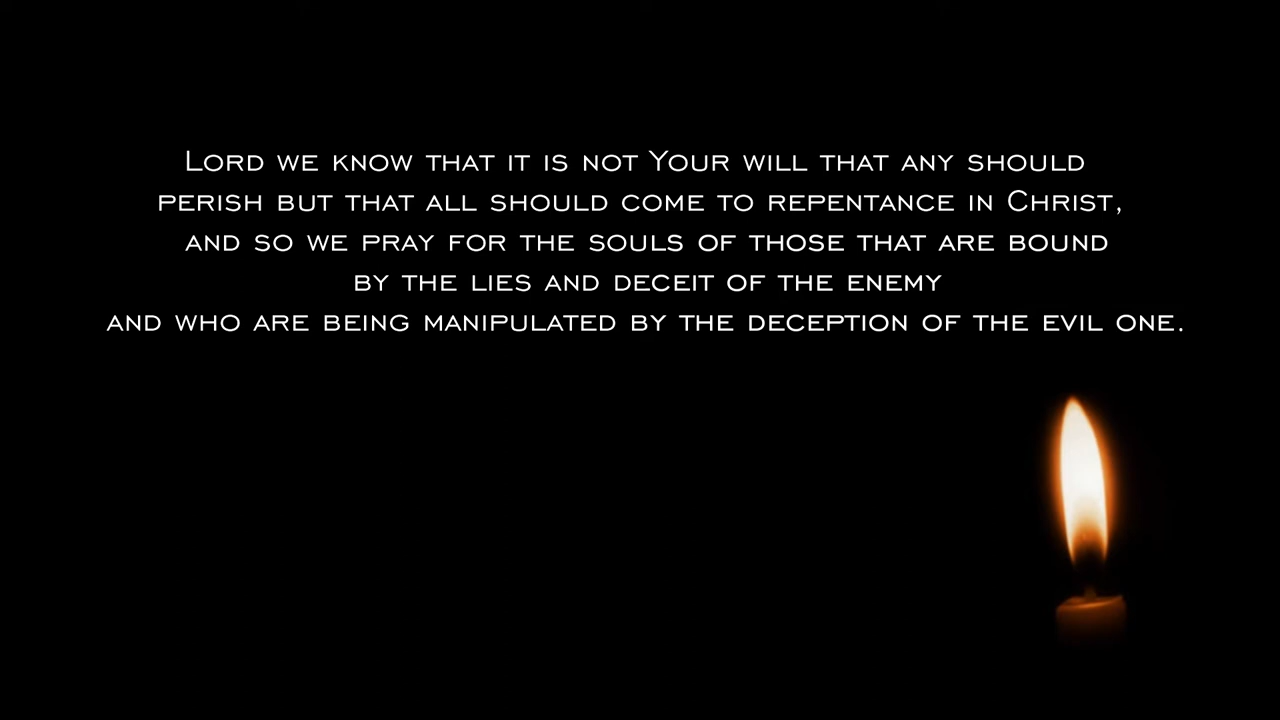 Lord we know that it is not Your will that any should
perish but that all should come to repentance in Christ,
and so we pray for the souls of those that are bound
by the lies and deceit of the enemy
and who are being manipulated by the deception of the evil one.